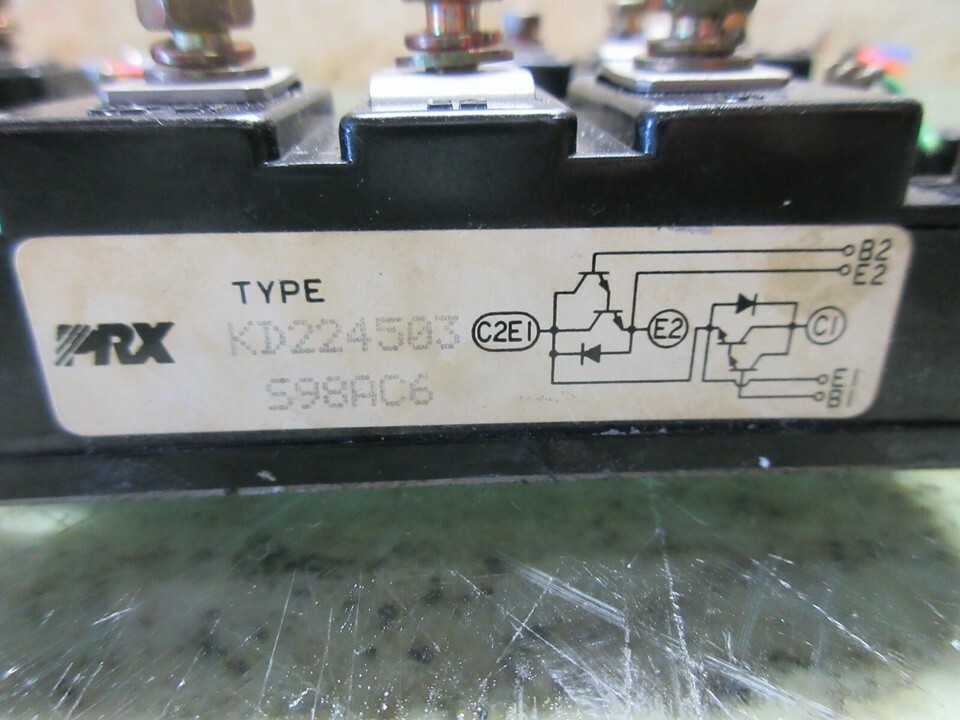 TYPE
PRX
KD224503
S98AC6
C2E1
E2
C1
B2
E2
E1
B1